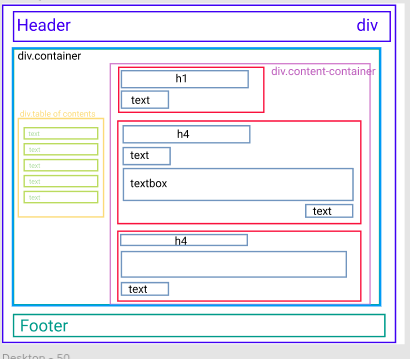 Header div
div.container
div.content-container
h1
text
div.table of contents
text
text
text
text
text
h4
text
textbox
text
h4
text
Footer
Desktop - 50